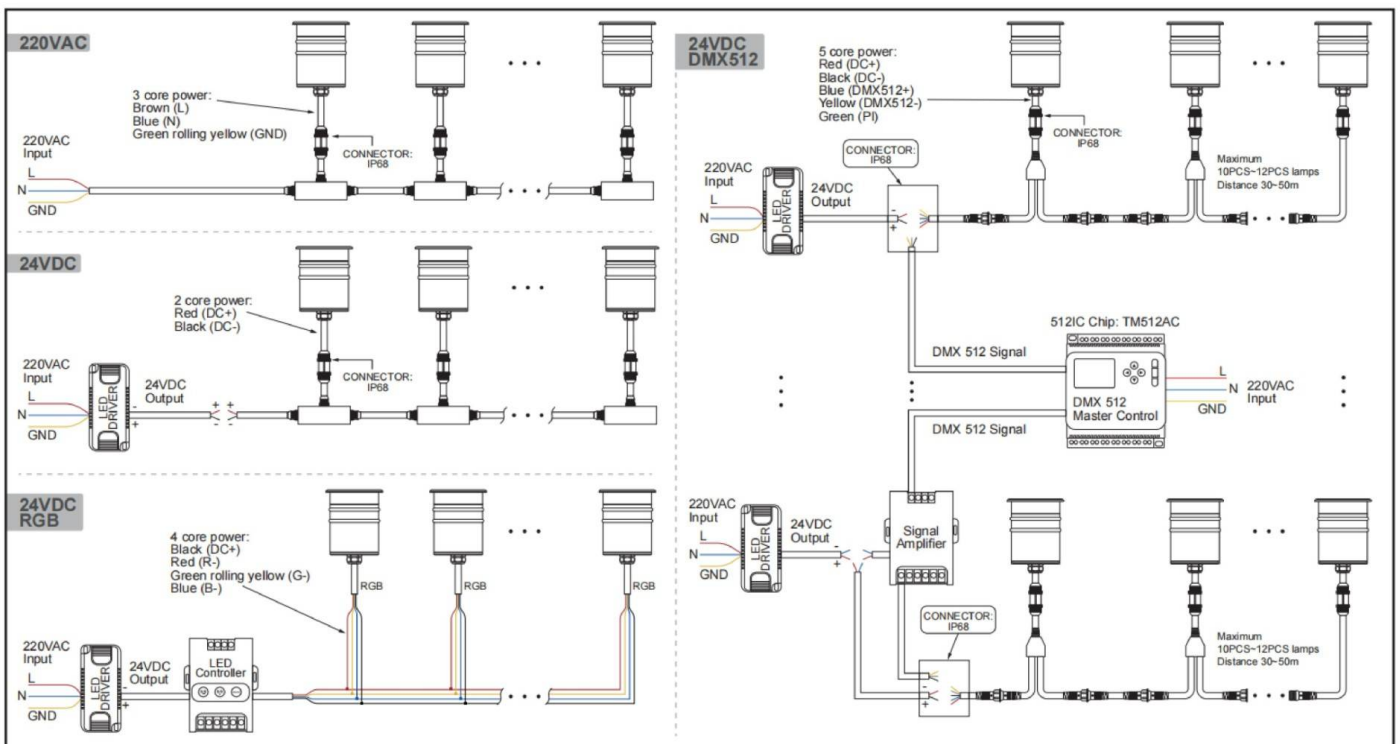 220VAC
3 core power:
Brown (L)
Blue (N)
Green rolling yellow (GND)
220VAC
Input
L
N
GND
CONNECTOR:
IP68
24VDC
2 core power:
Red (DC+)
Black (DC-)
220VAC
Input
L
N
GND
LED
DRIVER
24VDC
Output
-
+
+ +
- -
CONNECTOR:
IP68
24VDC
RGB
4 core power:
Black (DC+)
Red (R-)
Green rolling yellow (G-)
Blue (B-)
RGB
RGB
RGB
220VAC
Input
L
N
GND
LED
DRIVER
24VDC
Output
-
+
LED
Controller
24VDC
DMX512
5 core power:
Red (DC+)
Black (DC-)
Blue (DMX512+)
Yellow (DMX512-)
Green (PI)
CONNECTOR:
IP68
CONNECTOR:
IP68
220VAC
Input
L
N
GND
LED
DRIVER
24VDC
Output
-
+
Maximum
10PCS~12PCS lamps
Distance 30~50m
512IC Chip: TM512AC
DMX 512 Signal
DMX 512
Master Control
L
N
GND
220VAC
Input
DMX 512 Signal
220VAC
Input
L
N
GND
LED
DRIVER
24VDC
Output
-
+
Signal
Amplifier
CONNECTOR:
IP68
-
+
Maximum
10PCS~12PCS lamps
Distance 30~50m